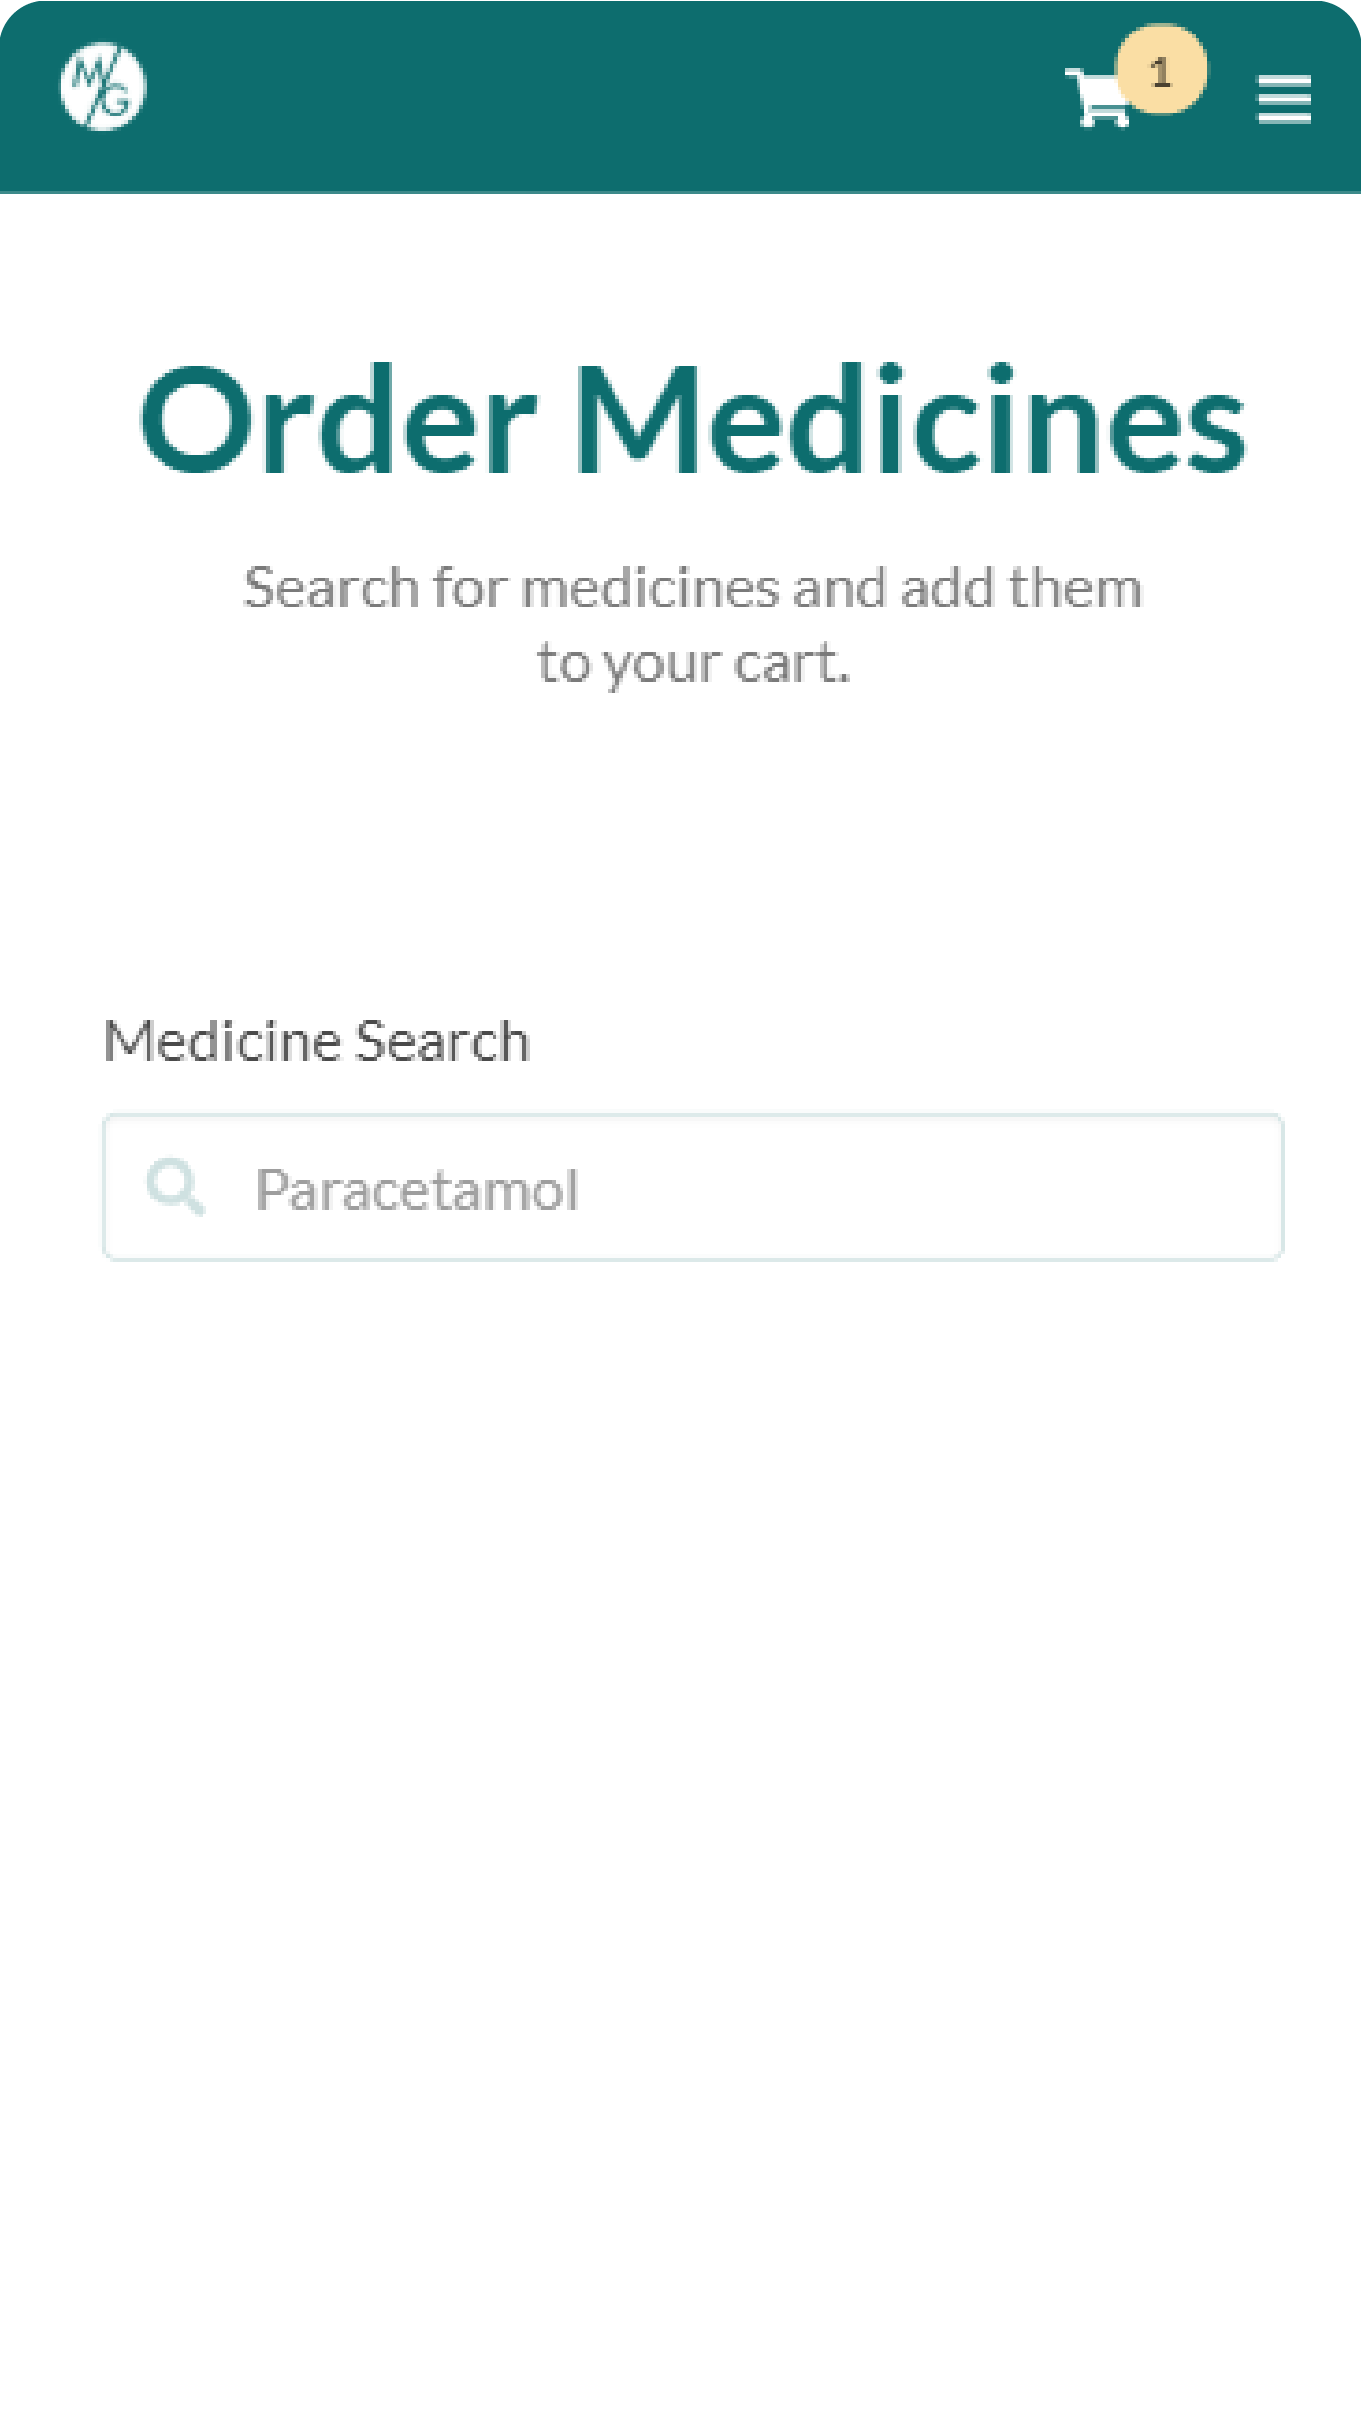 M/G
1
Order Medicines
Search for medicines and add them
to your cart.
Medicine Search
Paracetamol